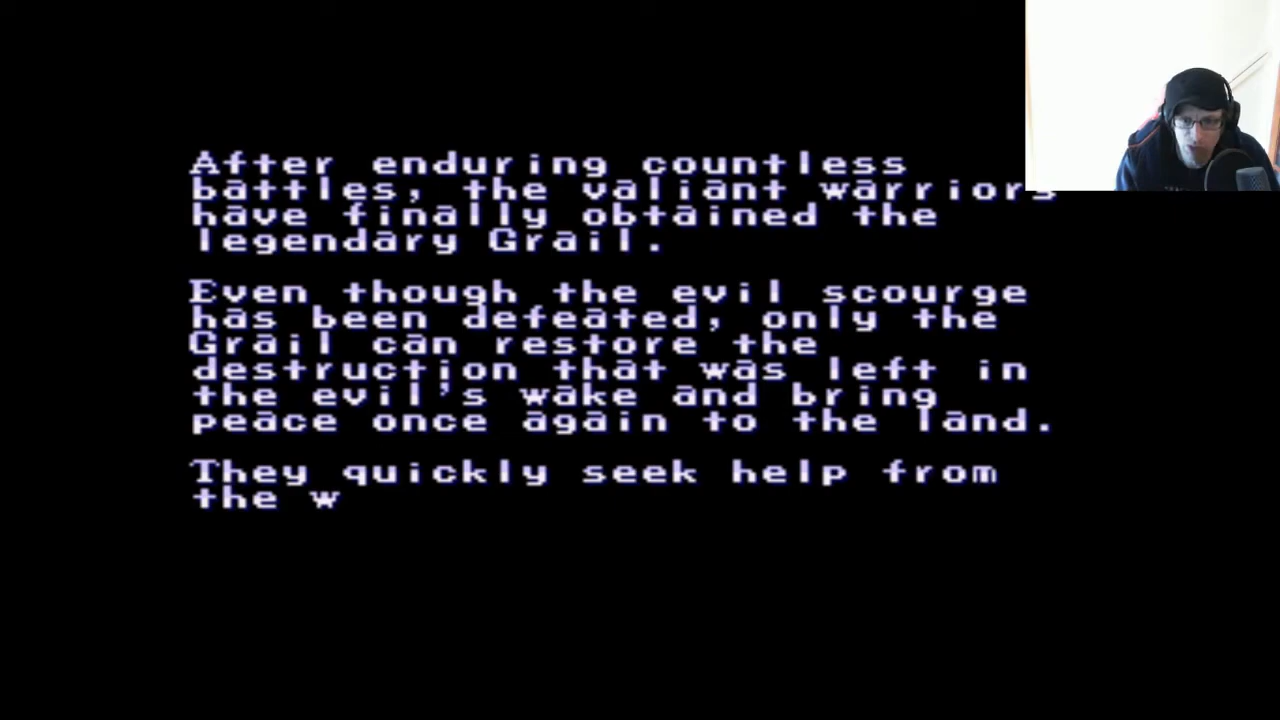 After enduring countless
battles, the valiant warriors
have finally obtained the
legendary Grail.
Even though the evil scourge
has been defeated, only the
Grail can restore the
destruction that was left in
the evil's wake and bring
peace once again to the land.
They quickly seek help from
the w